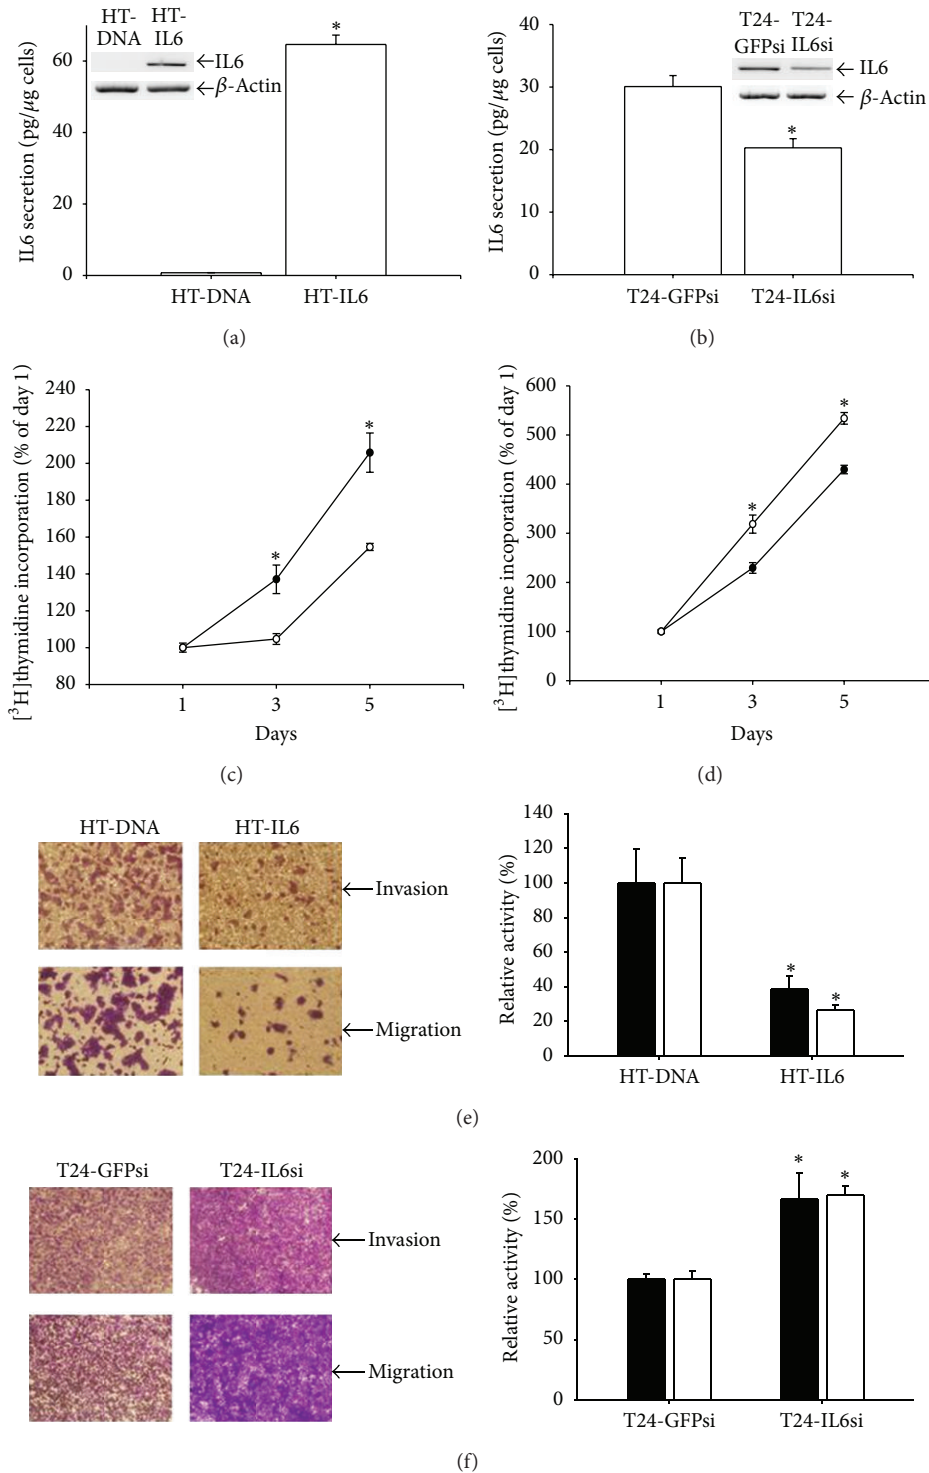 HT-
DNA
HT-
IL6
←IL6
←β-Actin
*
IL6 secretion (pg/μg cells)
60
40
20
0
HT-DNA HT-IL6
(a)
T24-
GFPsi
T24-
IL6si
← IL6
← β-Actin
*
IL6 secretion (pg/μg cells)
40
30
20
10
0
T24-GFPsi T24-IL6si
(b)
[³H]thymidine incorporation (% of day 1)
240
220
200
180
160
140
120
100
80
*
*
1 3 5
Days
(c)
[³H]thymidine incoporation (% of day 1)
600
500
400
300
200
100
0
*
*
1 3 5
Days
(d)
HT-DNA HT-IL6
←Invasion
←Migration
Relative activity (%)
140
120
100
80
60
40
20
0
*
*
HT-DNA HT-IL6
(e)
T24-GFPsi T24-IL6si
←Invasion
←Migration
Relative activity (%)
200
150
100
50
0
*
*
T24-GFPsi T24-IL6si
(f)